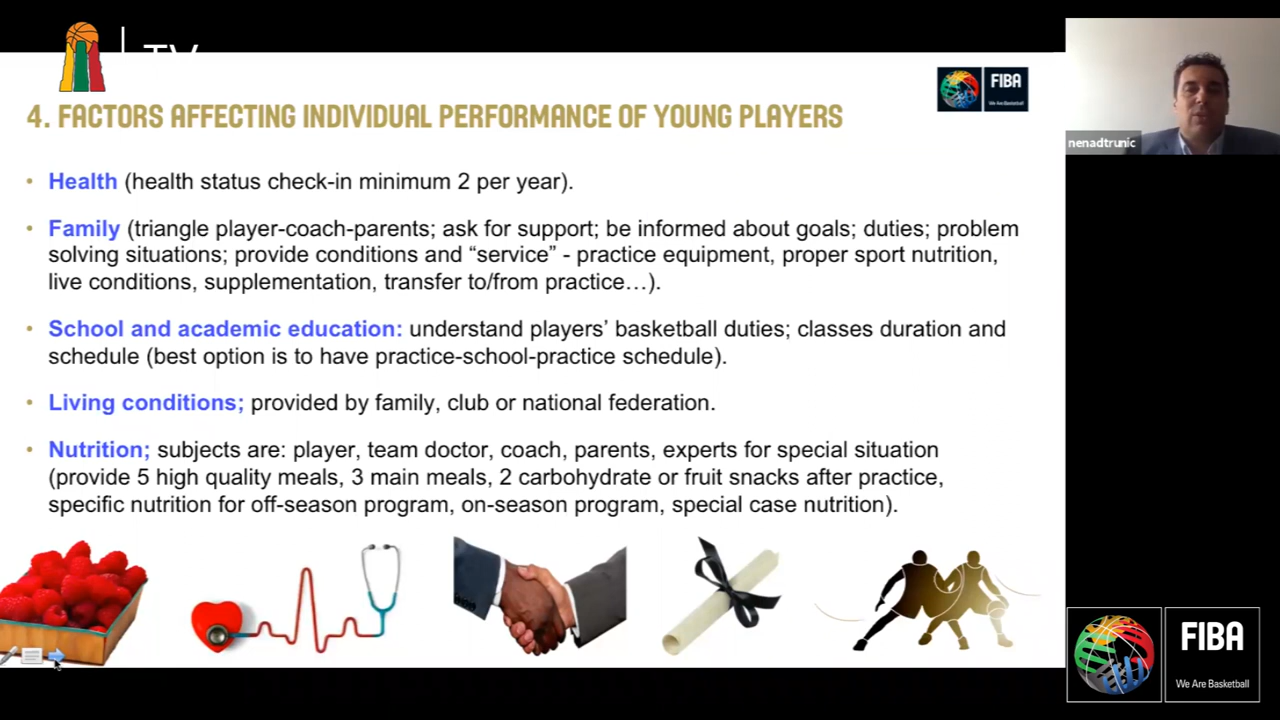 TV
FIBA
We Are Basketball
4. FACTORS AFFECTING INDIVIDUAL PERFORMANCE OF YOUNG PLAYERS
nenadtrunic
• Health (health status check-in minimum 2 per year).
• Family (triangle player-coach-parents; ask for support; be informed about goals; duties; problem
solving situations; provide conditions and “service” - practice equipment, proper sport nutrition,
live conditions, supplementation, transfer to/from practice…).
• School and academic education: understand players’ basketball duties; classes duration and
schedule (best option is to have practice-school-practice schedule).
• Living conditions; provided by family, club or national federation.
• Nutrition; subjects are: player, team doctor, coach, parents, experts for special situation
(provide 5 high quality meals, 3 main meals, 2 carbohydrate or fruit snacks after practice,
specific nutrition for off-season program, on-season program, special case nutrition).
FIBA
We Are Basketball